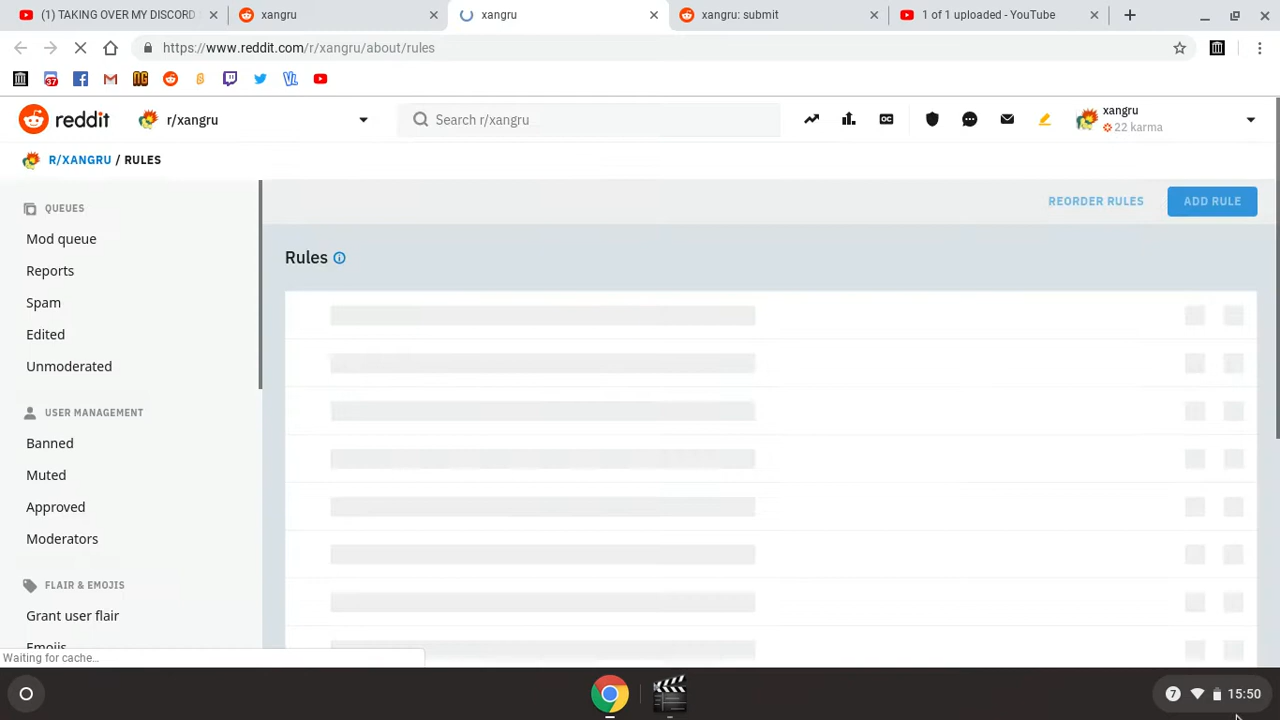 (1) TAKING OVER MY DISCORD
xangru
xangru
xangru: submit
1 of 1 uploaded - YouTube
https://www.reddit.com/r/xangru/about/rules
37
reddit
r/xangru
Search r/xangru
OC
xangru
22 karma
R/XANGRU / RULES
QUEUES
REORDER RULES
ADD RULE
Mod queue
Rules
Reports
Spam
Edited
Unmoderated
USER MANAGEMENT
Banned
Muted
Approved
Moderators
FLAIR & EMOJIS
Grant user flair
Emojis
Waiting for cache...
7
15:50